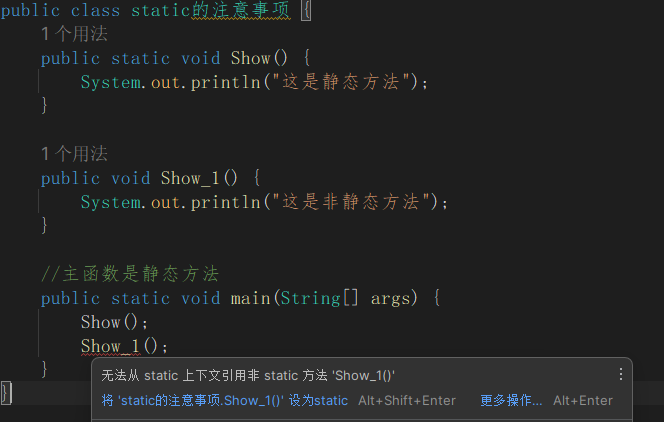 public class static的注意事项 {
1个用法
public static void Show() {
System.out.println("这是静态方法");
}
1个用法
public void Show_1() {
System.out.println("这是非静态方法");
}
//主函数是静态方法
public static void main(String[] args) {
Show();
Show_1();
}
无法从 static 上下文引用非 static 方法 'Show_1()'
将 'static的注意事项.Show_1()' 设为static Alt+Shift+Enter 更多操作... Alt+Enter
}